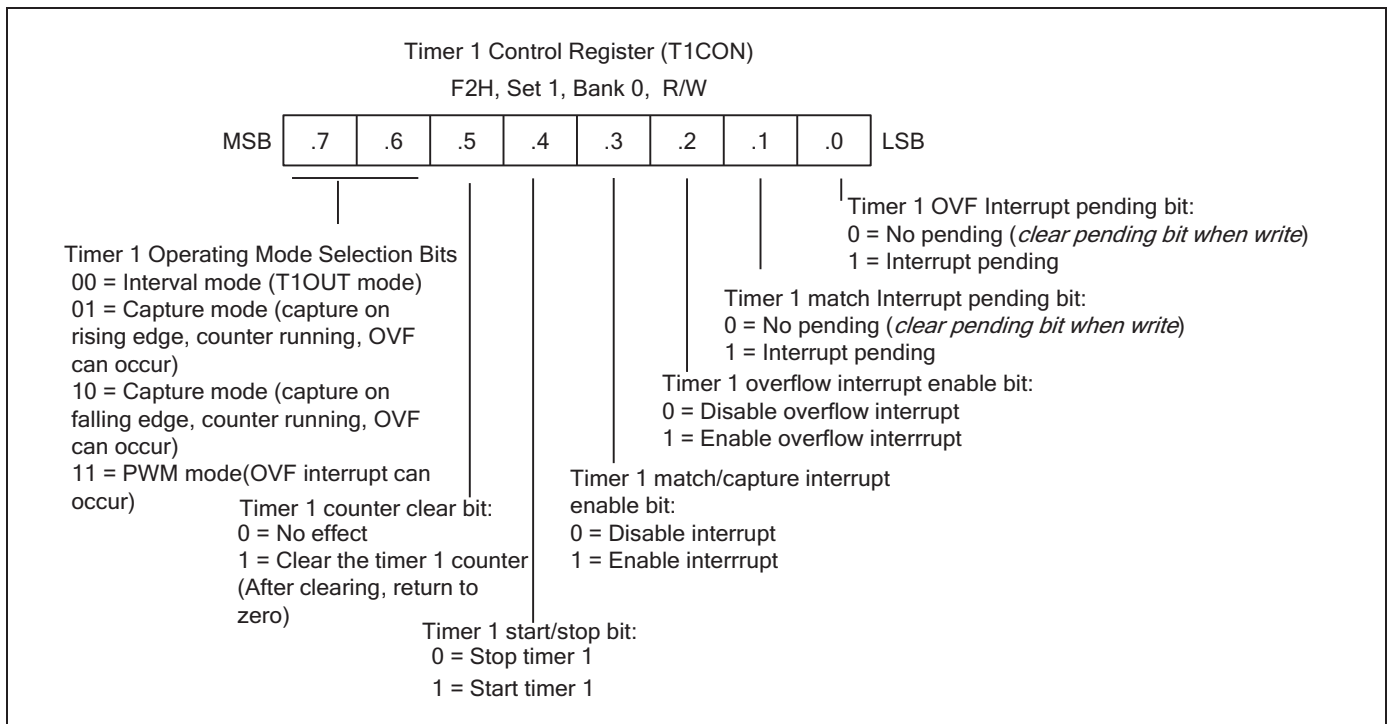 Timer 1 Control Register (T1CON)
F2H, Set 1, Bank 0, R/W
MSB .7 .6 .5 .4 .3 .2 .1 .0 LSB
Timer 1 OVF Interrupt pending bit:
0 = No pending (clear pending bit when write)
1 = Interrupt pending
Timer 1 match Interrupt pending bit:
0 = No pending (clear pending bit when write)
1 = Interrupt pending
Timer 1 overflow interrupt enable bit:
0 = Disable overflow interrupt
1 = Enable overflow interrrupt
Timer 1 match/capture interrupt
enable bit:
0 = Disable interrupt
1 = Enable interrrupt
Timer 1 start/stop bit:
0 = Stop timer 1
1 = Start timer 1
Timer 1 counter clear bit:
0 = No effect
1 = Clear the timer 1 counter
(After clearing, return to
zero)
Timer 1 Operating Mode Selection Bits
00 = Interval mode (T1OUT mode)
01 = Capture mode (capture on
rising edge, counter running, OVF
can occur)
10 = Capture mode (capture on
falling edge, counter running, OVF
can occur)
11 = PWM mode(OVF interrupt can
occur)